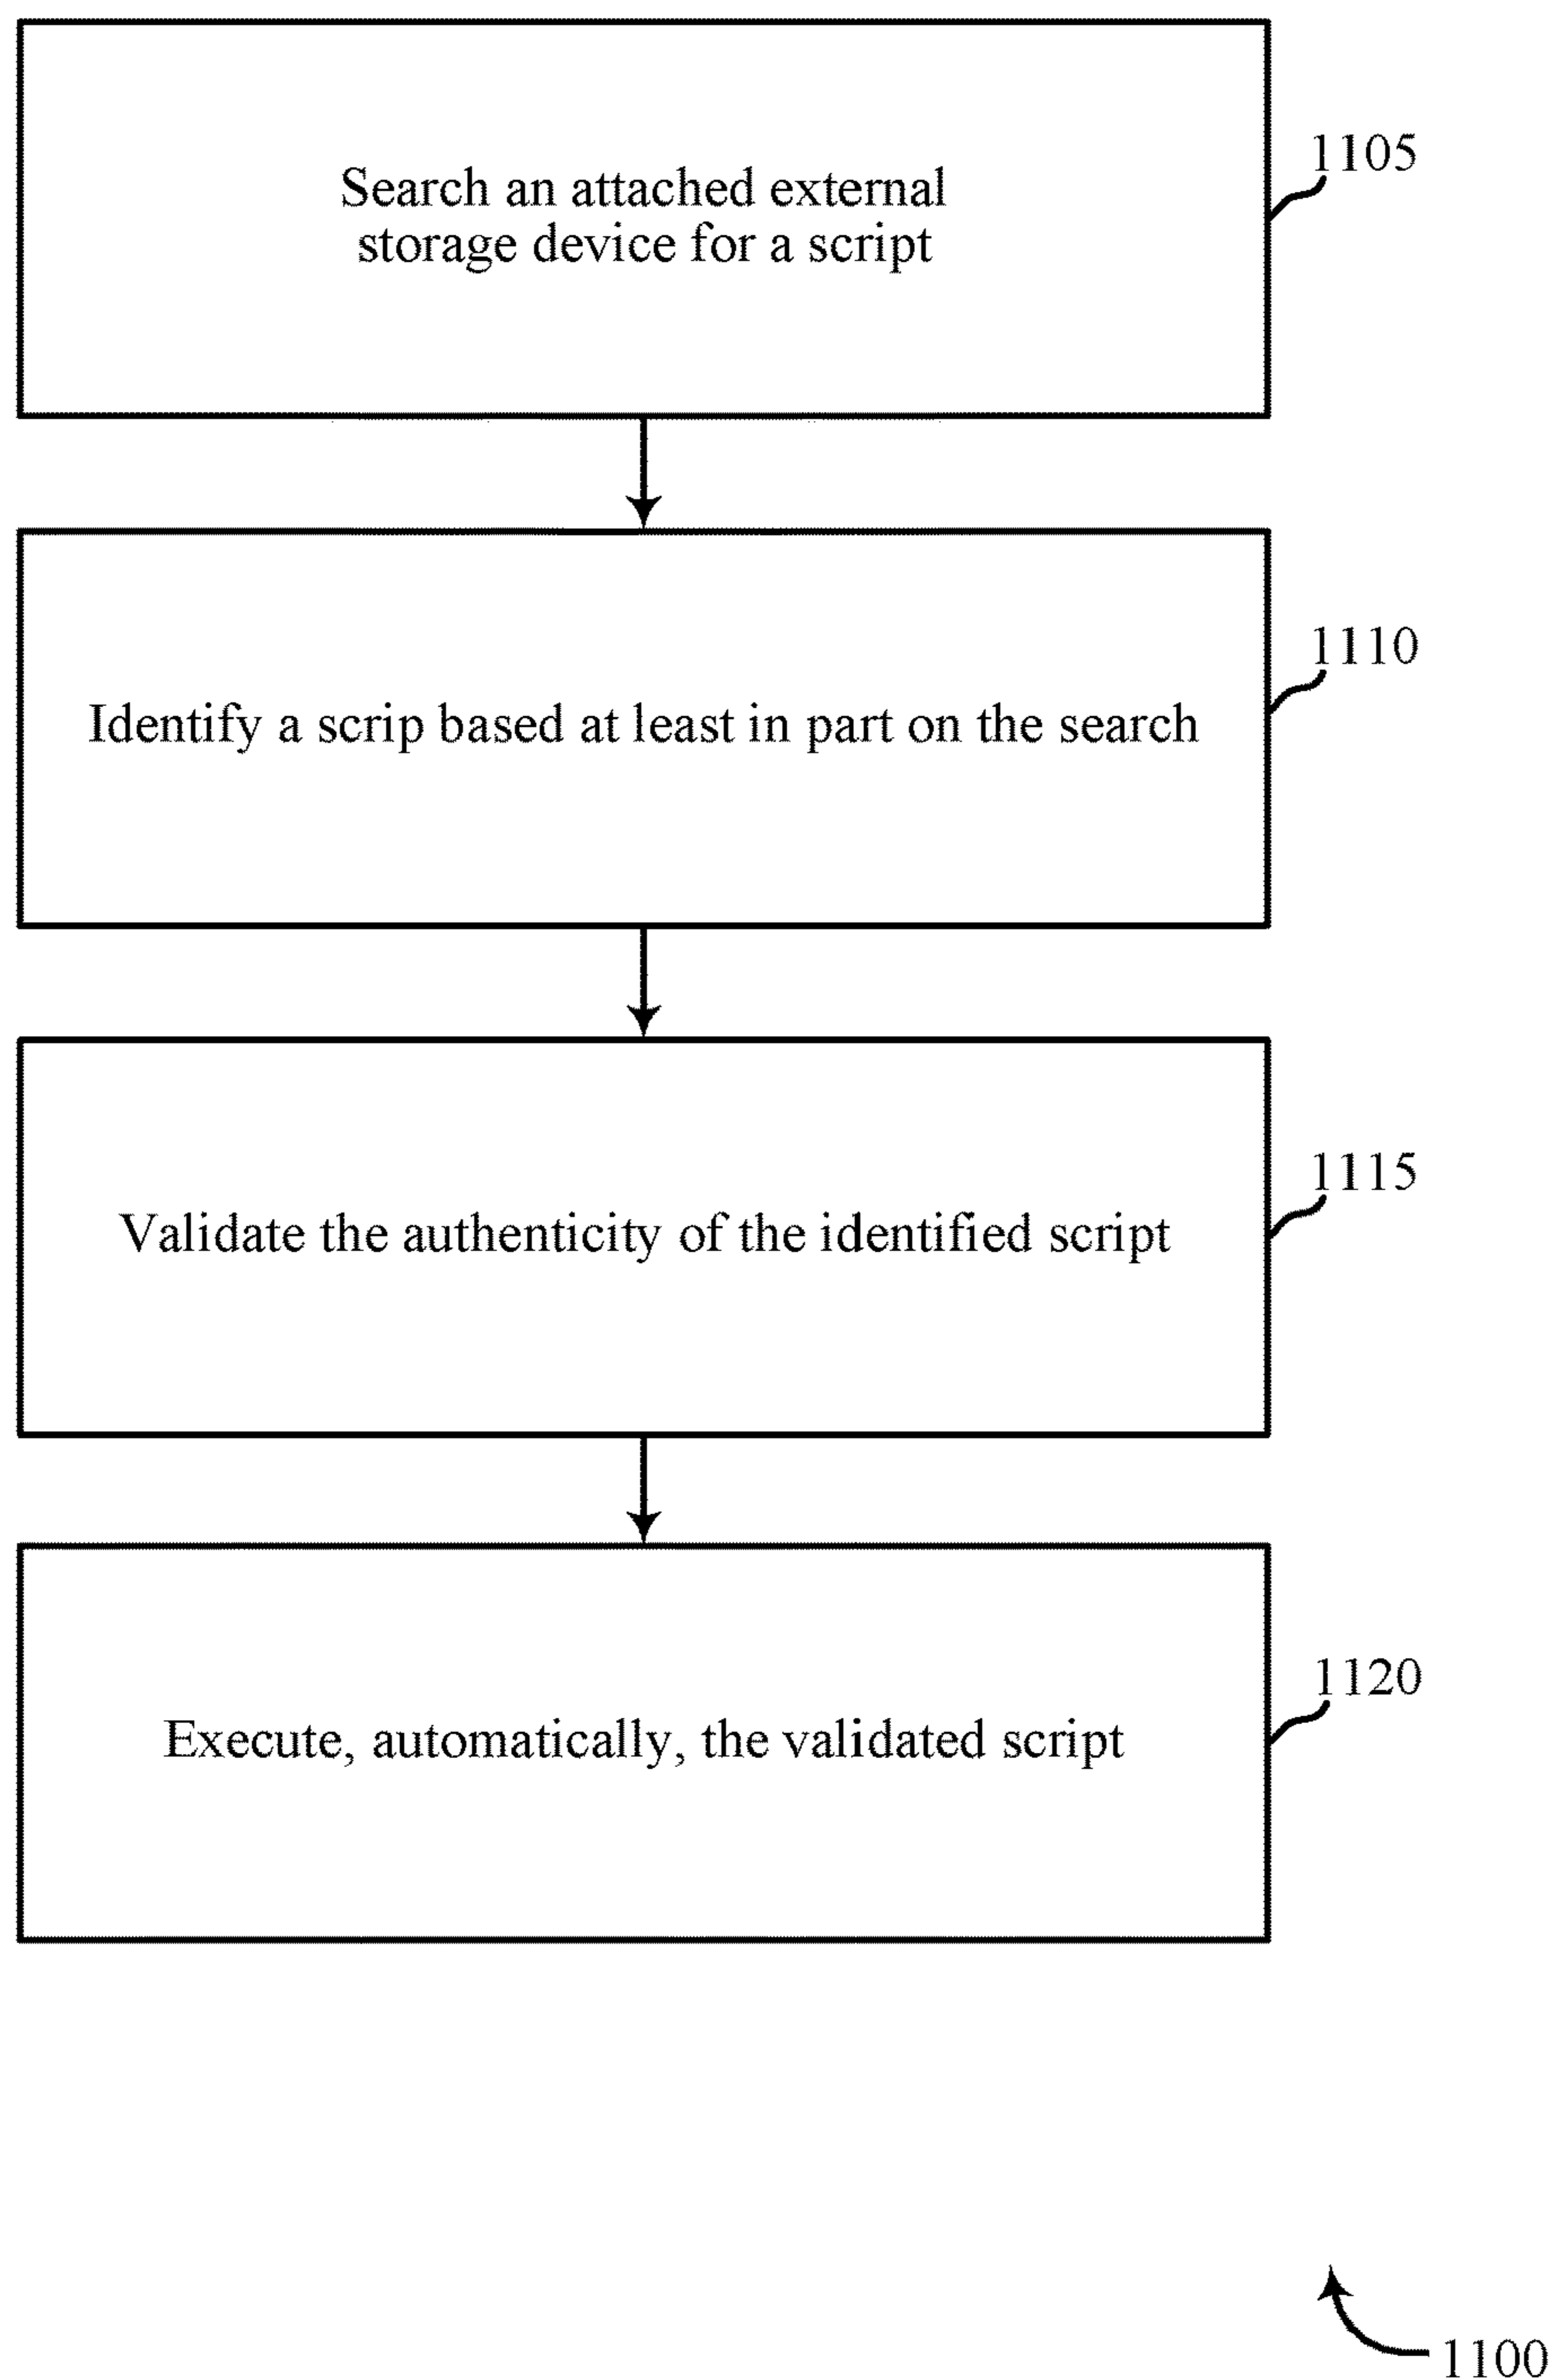 Search an attached external
storage device for a script
1105
Identify a scrip based at least in part on the search
1110
Validate the authenticity of the identified script
1115
Execute, automatically, the validated script
1120
1100